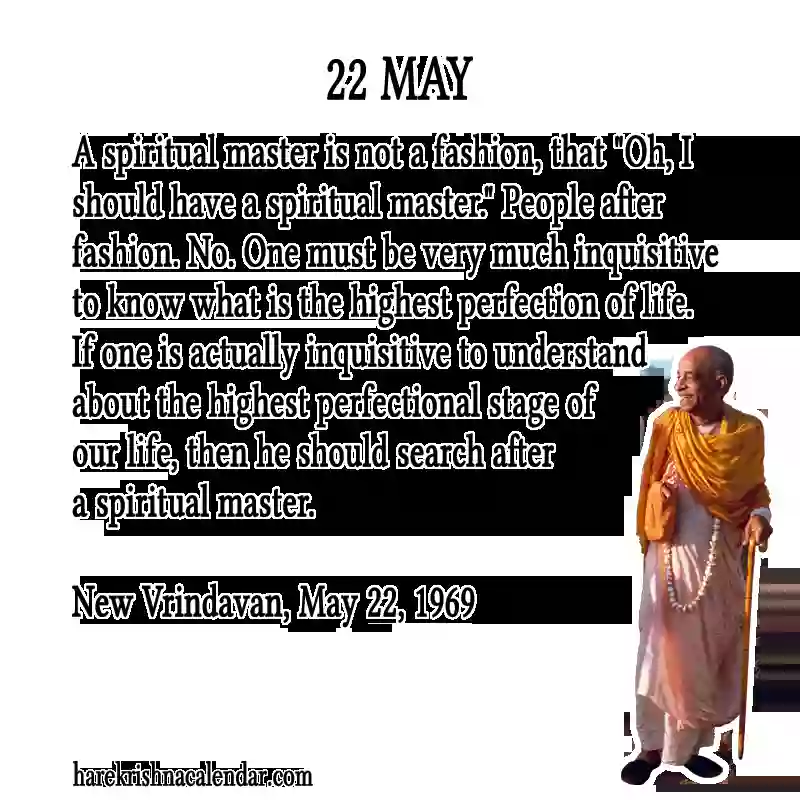 22 MAY
A spiritual master is not a fashion, that "Oh, I
should have a spiritual master." People after
fashion. No. One must be very much inquisitive
to know what is the highest perfection of life.
If one is actually inquisitive to understand
about the highest perfectional stage of
our life, then he should search after
a spiritual master.
New Vrindavan, May 22, 1969
harekrishnacalendar.com